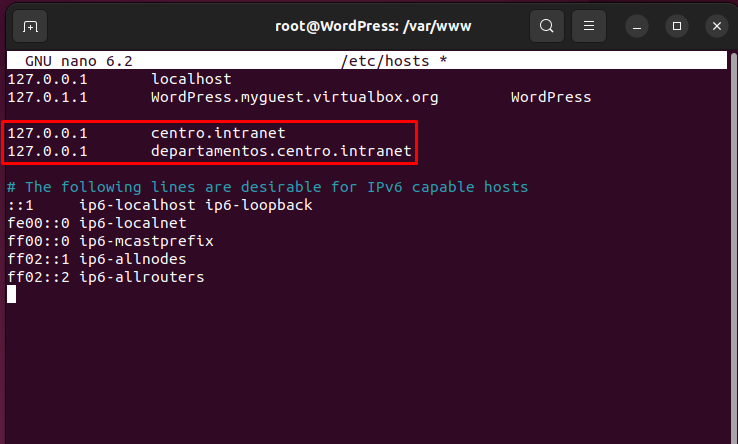 root@WordPress: /var/www
GNU nano 6.2 /etc/hosts *
127.0.0.1 localhost
127.0.1.1 WordPress.myguest.virtualbox.org WordPress
127.0.0.1 centro.intranet
127.0.0.1 departamentos.centro.intranet
# The following lines are desirable for IPv6 capable hosts
::1 ip6-localhost ip6-loopback
fe00::0 ip6-localnet
ff00::0 ip6-mcastprefix
ff02::1 ip6-allnodes
ff02::2 ip6-allrouters